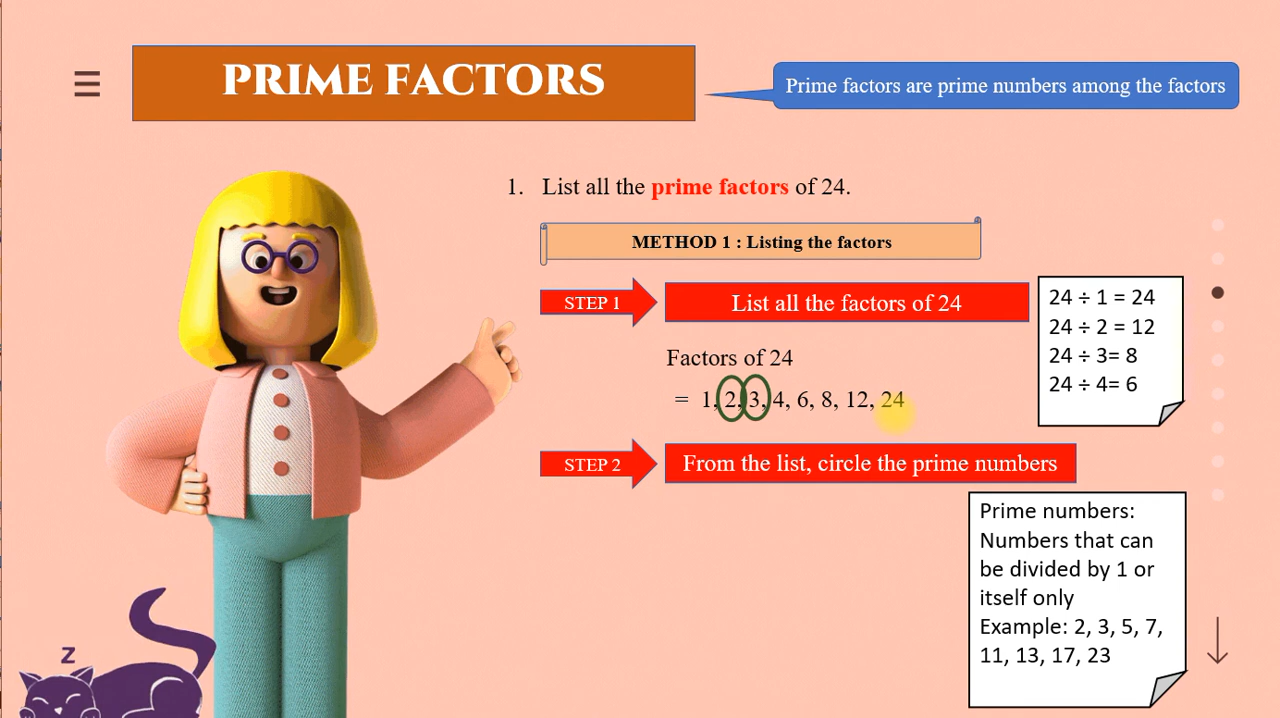 PRIME FACTORS
Prime factors are prime numbers among the factors
1. List all the prime factors of 24.
METHOD 1 : Listing the factors
STEP 1
List all the factors of 24
24 ÷ 1 = 24
24 ÷ 2 = 12
24 ÷ 3= 8
24 ÷ 4= 6
Factors of 24
= 1, 2, 3, 4, 6, 8, 12, 24
STEP 2
From the list, circle the prime numbers
Prime numbers:
Numbers that can
be divided by 1 or
itself only
Example: 2, 3, 5, 7,
11, 13, 17, 23
z